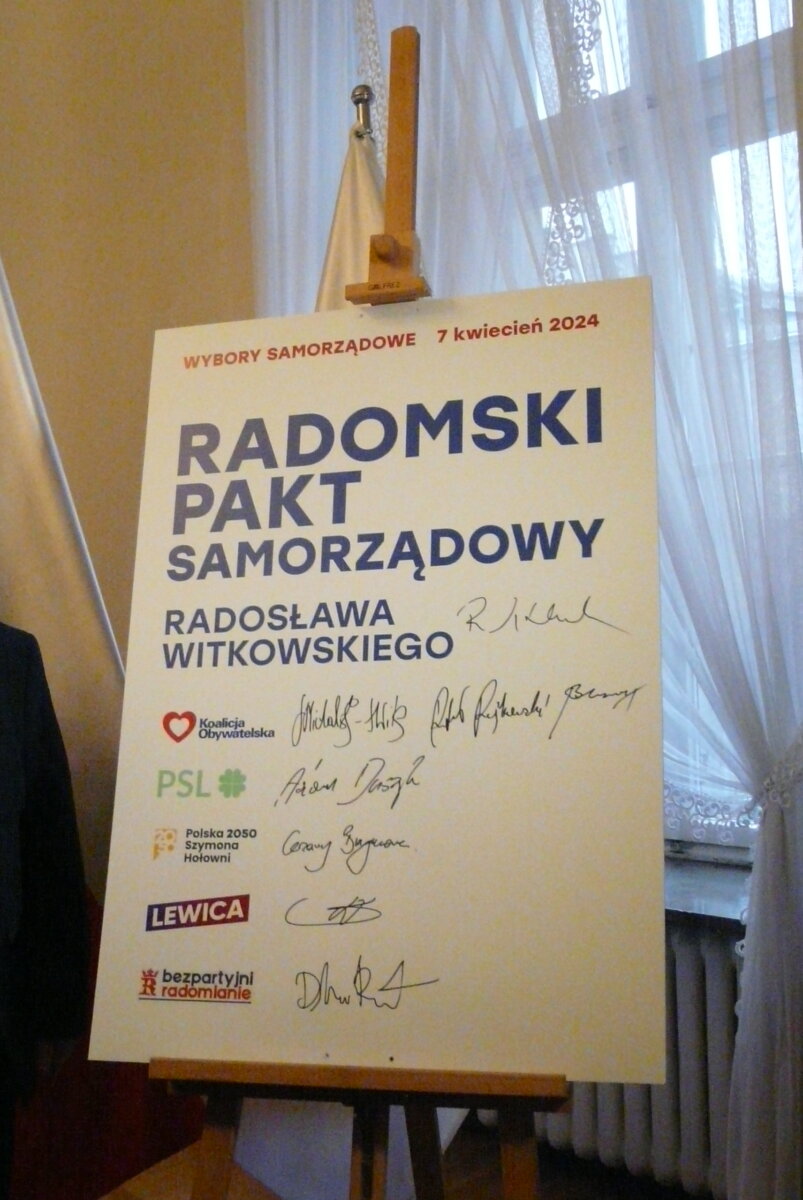 WYBORY SAMORZĄDOWE 7 kwiecień 2024
RADOMSKI
PAKT
SAMORZĄDOWY
RADOSŁAWA
WITKOWSKIEGO
Koalicja
Obywatelska
PSL
Polska 2050
Szymona
Hołowni
LEWICA
bezpartyjni
radomianie